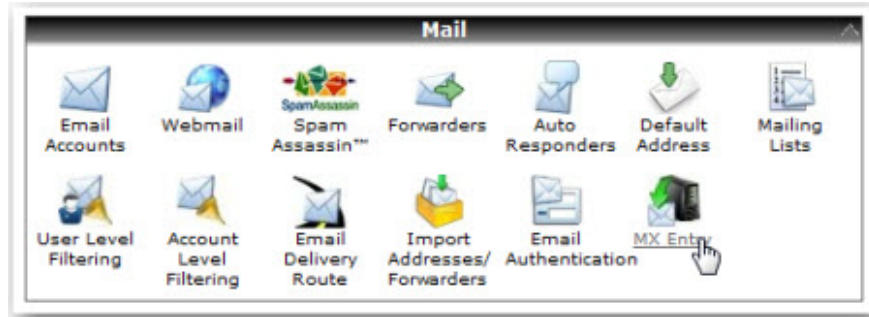 Mail
Email
Accounts
Webmail
SpamAssassin
Spam
Assassin™
Forwarders
Auto
Responders
Default
Address
Mailing
Lists
User Level
Filtering
Account
Level
Filtering
Email
Delivery
Route
Import
Addresses/
Forwarders
Email
Authentication
MX Entry